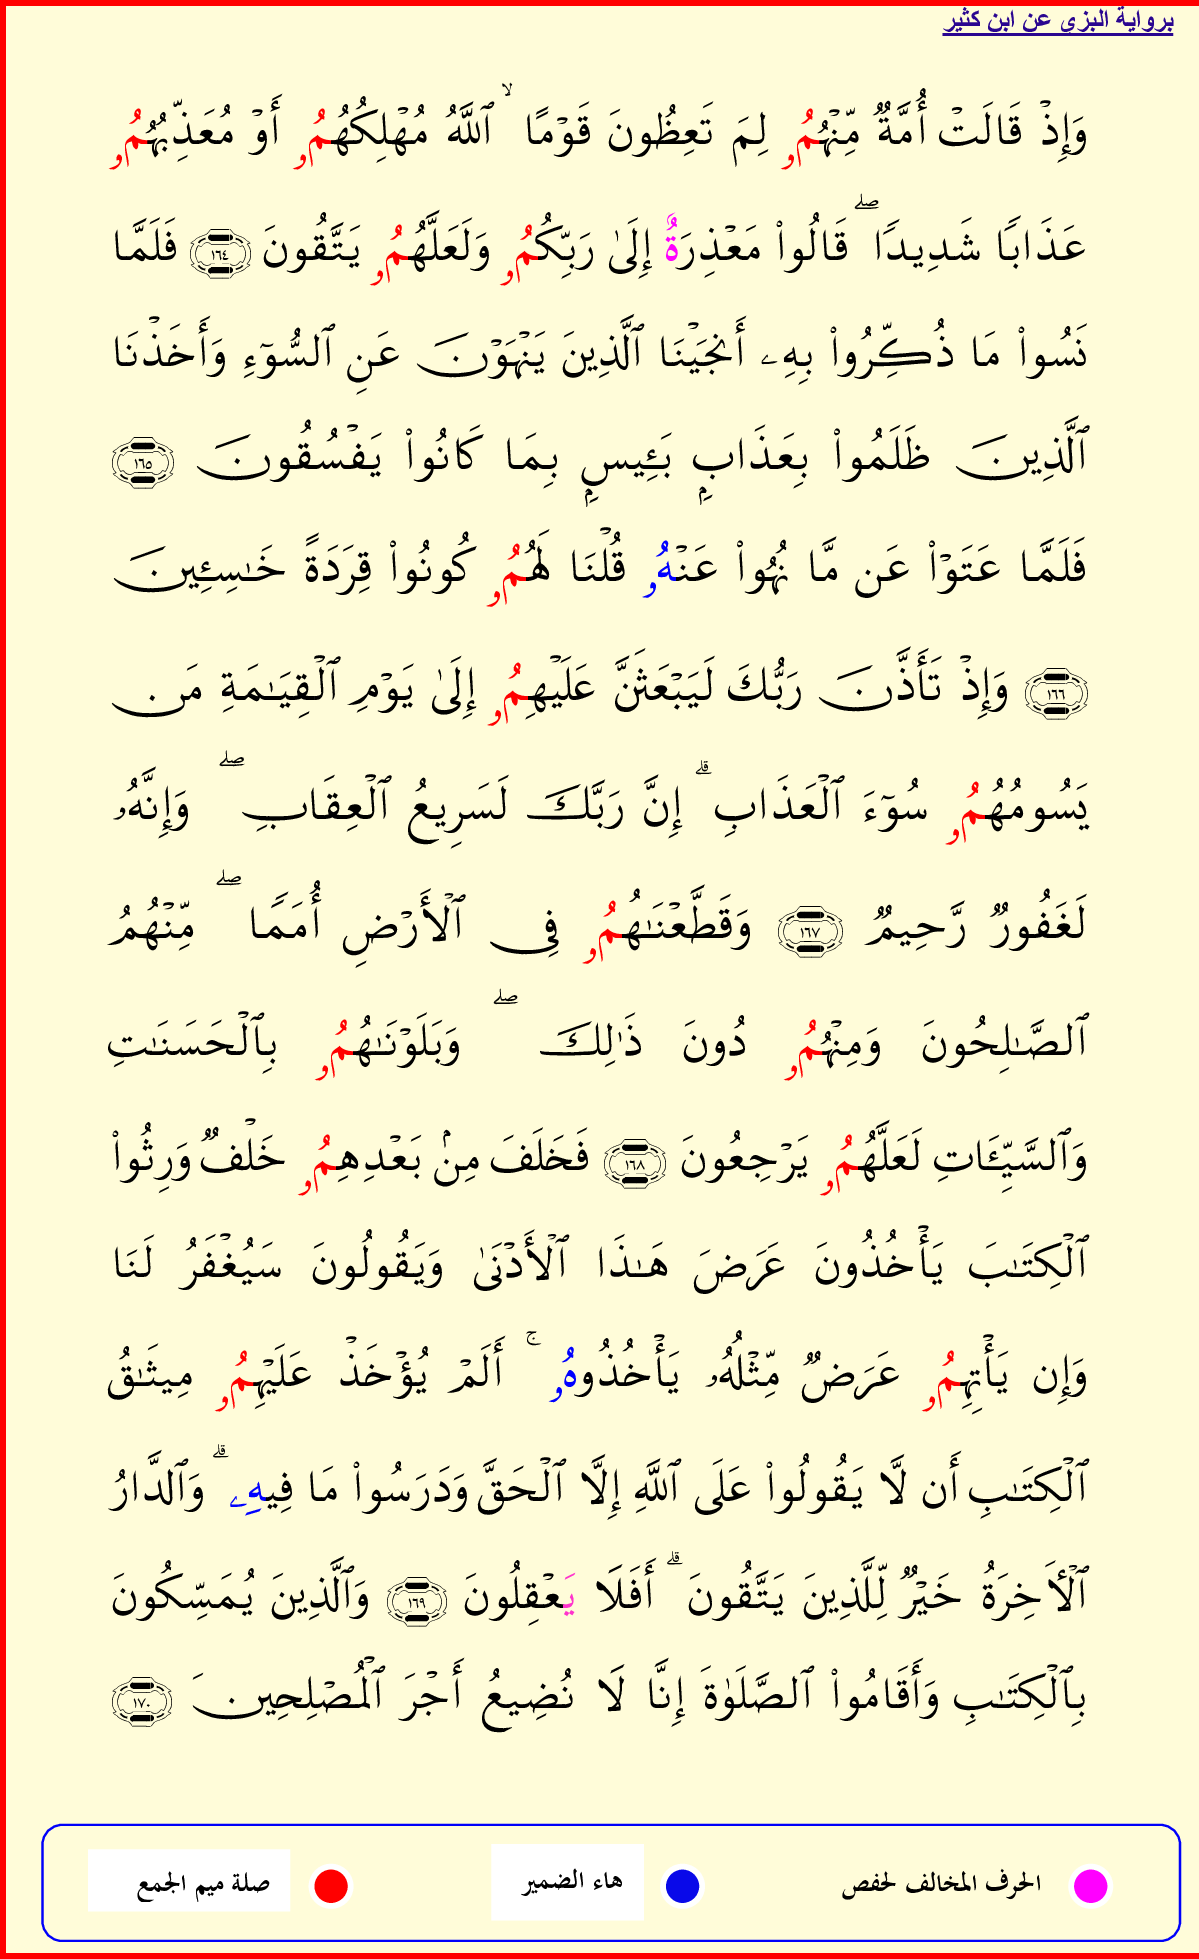 برواية البزي عن ابن كثير
وَإِذْ قَالَتْ أُمَّةٌ مِّنْهُمُو لِمَ تَعِظُونَ قَوْمًا ۙ ٱللَّهُ مُهْلِكُهُمُو أَوْ مُعَذِّبُهُمُو
عَذَابًا شَدِيدًا ۖ قَالُوا۟ مَعْذِرَةٌ إِلَىٰ رَبِّكُمُو وَلَعَلَّهُمُو يَتَّقُونَ ١٦٤ فَلَمَّا
نَسُوا۟ مَا ذُكِّرُوا۟ بِهِۦ أَنجَيْنَا ٱلَّذِينَ يَنْهَوْنَ عَنِ ٱلسُّوٓءِ وَأَخَذْنَا
ٱلَّذِينَ ظَلَمُوا۟ بِعَذَابٍۭ بَـِٔيسٍۭ بِمَا كَانُوا۟ يَفْسُقُونَ ١٦٥
فَلَمَّا عَتَوْا۟ عَن مَّا نُهُوا۟ عَنْهُو قُلْنَا لَهُمُو كُونُوا۟ قِرَدَةً خَـٰسِـِٔينَ
١٦٦ وَإِذْ تَأَذَّنَ رَبُّكَ لَيَبْعَثَنَّ عَلَيْهِمُو إِلَىٰ يَوْمِ ٱلْقِيَـٰمَةِ مَن
يَسُومُهُمُو سُوٓءَ ٱلْعَذَابِ ۗ إِنَّ رَبَّكَ لَسَرِيعُ ٱلْعِقَابِ ۖ وَإِنَّهُۥ
لَغَفُورٌ رَّحِيمٌ ١٦٧ وَقَطَّعْنَـٰهُمُو فِى ٱلْأَرْضِ أُمَمًا ۖ مِّنْهُمُ
ٱلصَّـٰلِحُونَ وَمِنْهُمُو دُونَ ذَٰلِكَ ۖ وَبَلَوْنَـٰهُمُو بِٱلْحَسَنَـٰتِ
وَٱلسَّيِّـَٔاتِ لَعَلَّهُمُو يَرْجِعُونَ ١٦٨ فَخَلَفَ مِنۢ بَعْدِهِمُو خَلْفٌ وَرِثُوا۟
ٱلْكِتَـٰبَ يَأْخُذُونَ عَرَضَ هَـٰذَا ٱلْأَدْنَىٰ وَيَقُولُونَ سَيُغْفَرُ لَنَا
وَإِن يَأْتِهِمُو عَرَضٌ مِّثْلُهُۥ يَأْخُذُوهُو ۚ أَلَمْ يُؤْخَذْ عَلَيْهِمُو مِيثَـٰقُ
ٱلْكِتَـٰبِ أَن لَّا يَقُولُوا۟ عَلَى ٱللَّهِ إِلَّا ٱلْحَقَّ وَدَرَسُوا۟ مَا فِيهِۦ ۗ وَٱلدَّارُ
ٱلْـَٔاخِرَةُ خَيْرٌ لِّلَّذِينَ يَتَّقُونَ ۗ أَفَلَا يَعْقِلُونَ ١٦٩ وَٱلَّذِينَ يُمَسِّكُونَ
بِٱلْكِتَـٰبِ وَأَقَامُوا۟ ٱلصَّلَوٰةَ إِنَّا لَا نُضِيعُ أَجْرَ ٱلْمُصْلِحِينَ ١٧٠
الحرف المخالف لحفص
هاء الضمير
صلة ميم الجمع